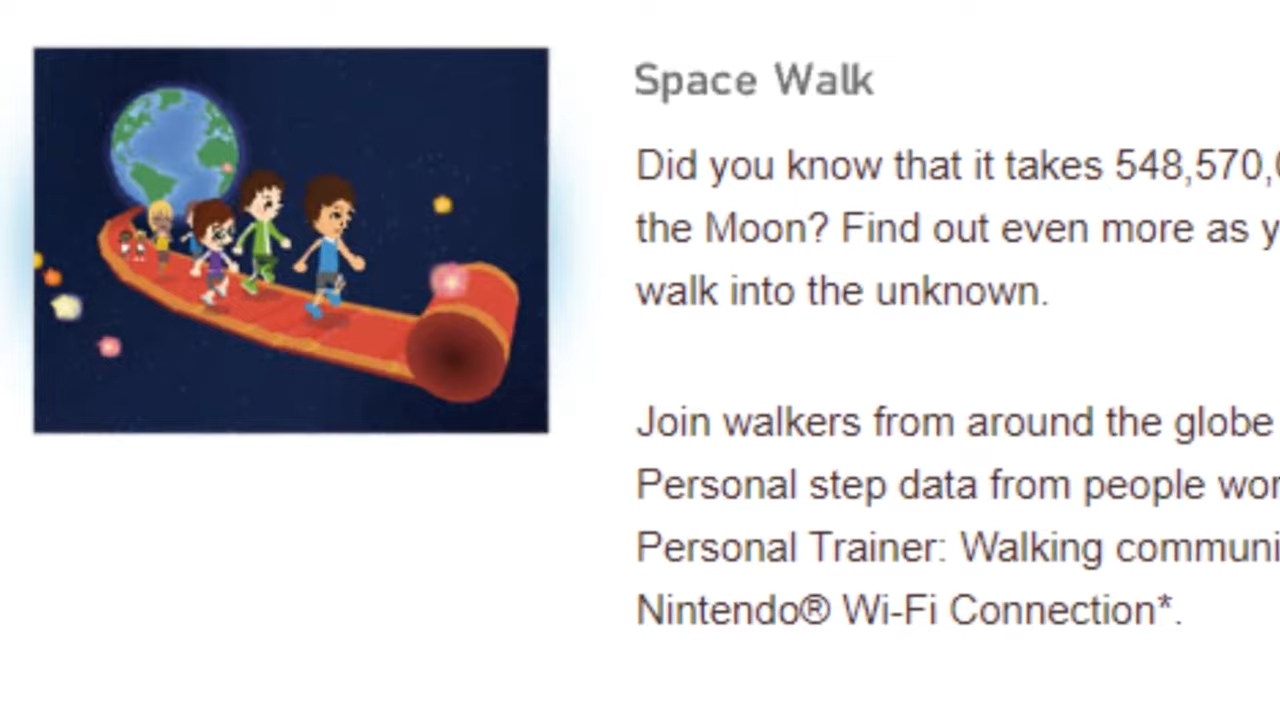 Space Walk
Did you know that it takes 548,570,
the Moon? Find out even more as y
walk into the unknown.
Join walkers from around the globe
Personal step data from people wor
Personal Trainer: Walking communi
Nintendo® Wi-Fi Connection*.